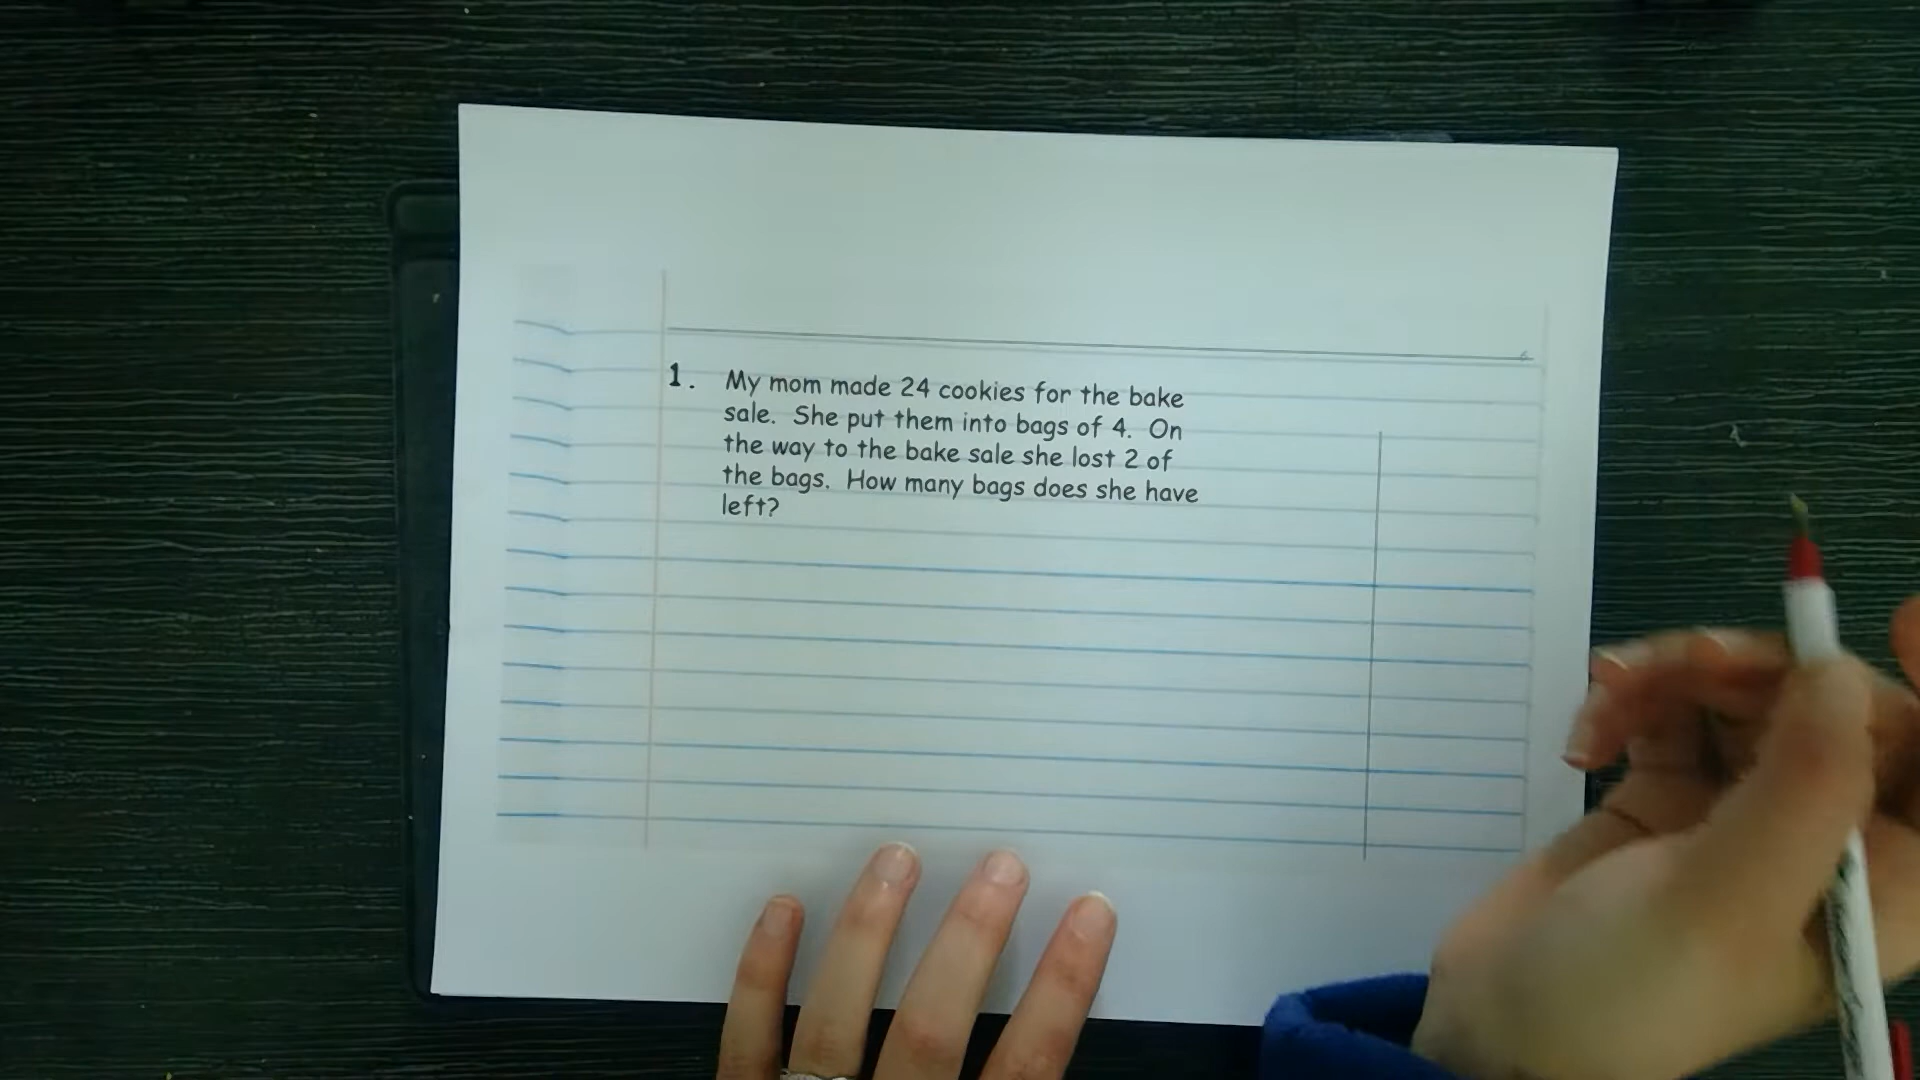 1. My mom made 24 cookies for the bake
sale. She put them into bags of 4. On
the way to the bake sale she lost 2 of
the bags. How many bags does she have
left?